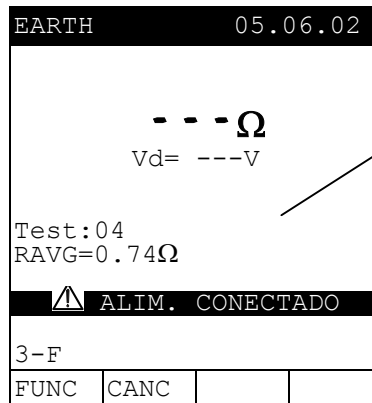 EARTH 05.06.02
- - - Ω
Vd= ---V
Test:04
RAVG=0.74Ω
ALIM. CONECTADO
3-F
FUNC CANC